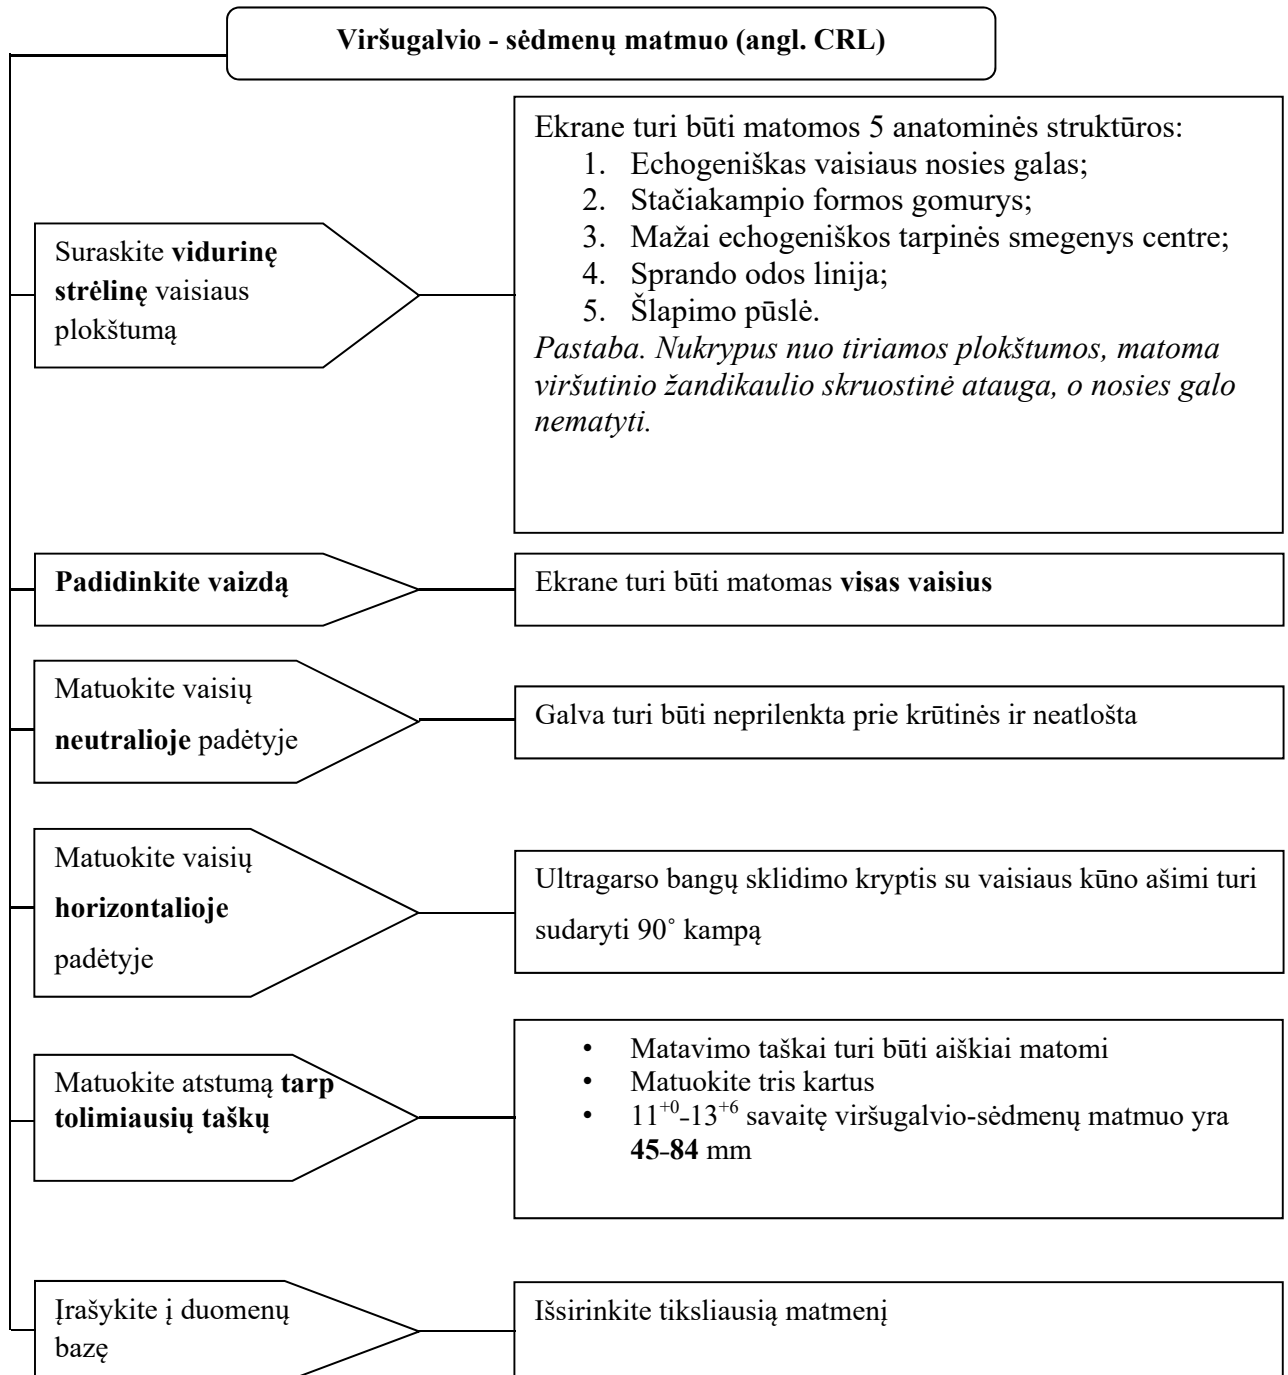 Viršugalvio - sėdmenų matmuo (angl. CRL)
Suraskite vidurinę
strėlinę vaisiaus
plokštumą
Ekrane turi būti matomos 5 anatominės struktūros:
1. Echogeniškas vaisiaus nosies galas;
2. Stačiakampio formos gomurys;
3. Mažai echogeniškos tarpinės smegenys centre;
4. Sprando odos linija;
5. Šlapimo pūslė.
Pastaba. Nukrypus nuo tiriamos plokštumos, matoma
viršutinio žandikaulio skruostinė atauga, o nosies galo
nematyti.
Padidinkite vaizdą
Ekrane turi būti matomas visas vaisius
Matuokite vaisių
neutralioje padėtyje
Galva turi būti neprilenkta prie krūtinės ir neatlošta
Matuokite vaisių
horizontalioje
padėtyje
Ultragarso bangų sklidimo kryptis su vaisiaus kūno ašimi turi
sudaryti 90˚ kampą
Matuokite atstumą tarp
tolimiausių taškų
• Matavimo taškai turi būti aiškiai matomi
• Matuokite tris kartus
• 11⁺⁰-13⁺⁶ savaitę viršugalvio-sėdmenų matmuo yra
45-84 mm
Įrašykite į duomenų
bazę
Išsirinkite tiksliausią matmenį